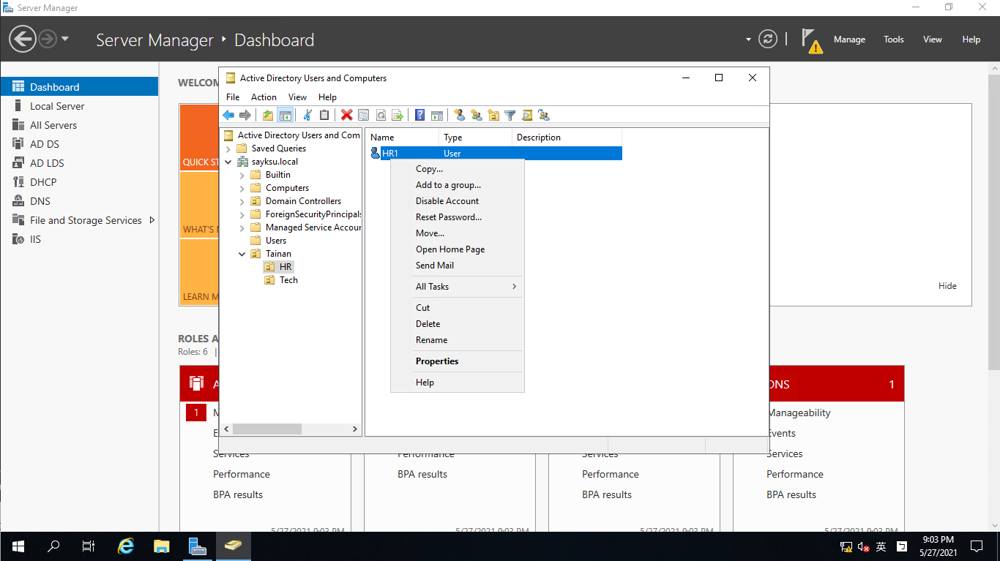 Server Manager
Server Manager
Dashboard
Manage
Tools
View
Help
Dashboard
Local Server
All Servers
AD DS
AD LDS
DHCP
DNS
File and Storage Services
IIS
QUICK ST
WHAT'S
LEARN M
Hide
ROLES A
Roles: 6 |
Active Directory Users and Computers
File
Action
View
Help
Active Directory Users and Com
Saved Queries
sayksu.local
Builtin
Computers
Domain Controllers
ForeignSecurityPrincipals
Managed Service Accour
Users
Tainan
HR
Tech
Name
Type
Description
HR1
User
Copy...
Add to a group...
Disable Account
Reset Password...
Move...
Open Home Page
Send Mail
All Tasks
Cut
Delete
Rename
Properties
Help
A
1
M
E
Services
Performance
BPA results
5/27/2021 9:03 PM
Performance
BPA results
5/27/2021 9:03 PM
Services
Performance
BPA results
5/27/2021 9:03 PM
DNS
1
Manageability
Events
Services
Performance
BPA results
5/27/2021 9:03 PM
英
9:03 PM
5/27/2021